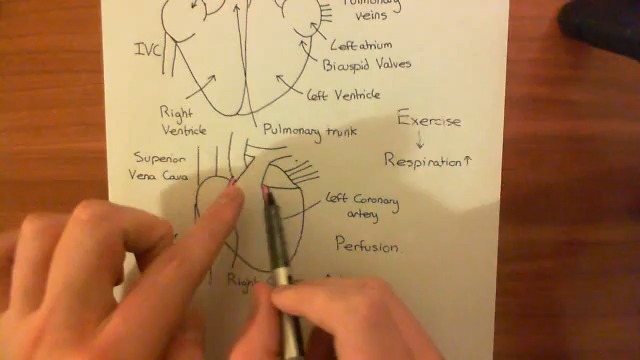 Pulmonary
veins
IVC
Left atrium
Bicuspid Valves
Left Ventricle
Right
Ventricle
Pulmonary trunk
Exercise
↓
Respiration↑
Superior
Vena Cava
Left Coronary
artery
Perfusion
Right